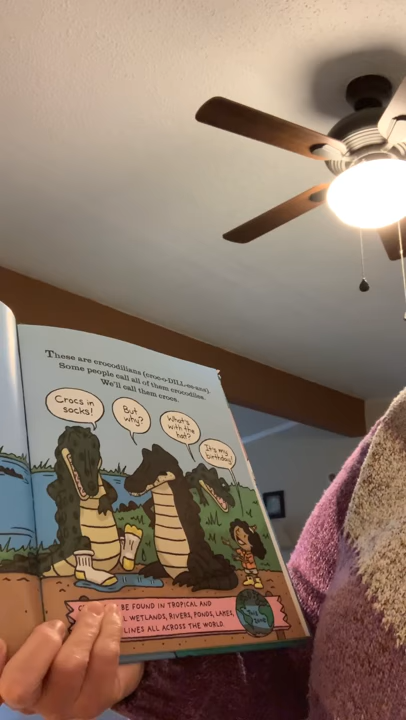 These are crocodilians (croc-o-DILL-ee-ans).
Some people call all of them crocodiles.
We'll call them crocs.
Crocs in
socks!
But
why?
What's
with the
hat?
It's my
birthday!
BE FOUND IN TROPICAL AND
WETLANDS, RIVERS, PONDS, LAKES,
LINES ALL ACROSS THE WORLD.